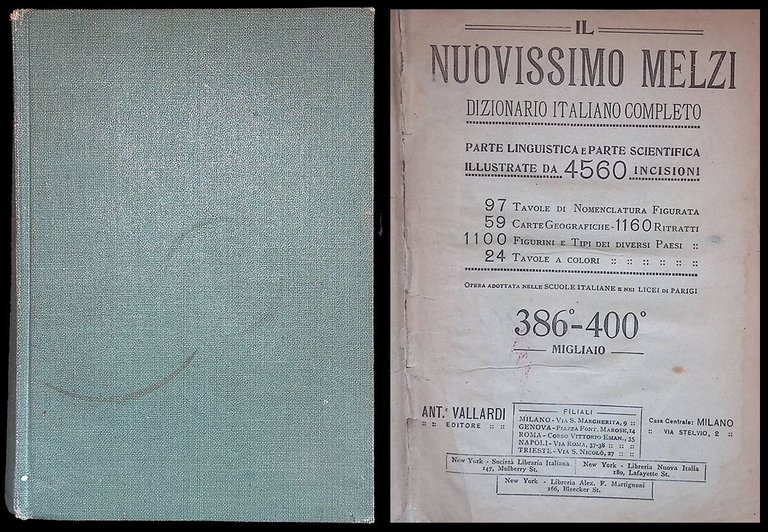 IL
NUOVISSIMO MELZI
DIZIONARIO ITALIANO COMPLETO
PARTE LINGUISTICA E PARTE SCIENTIFICA
ILLUSTRATE DA 4560 INCISIONI
97 TAVOLE DI NOMENCLATURA FIGURATA
59 CARTE GEOGRAFICHE - 1160 RITRATTI
1100 FIGURINI E TIPI DEI DIVERSI PAESI ::
24 TAVOLE A COLORI :: :: :: :: :: ::
OPERA ADOTTATA NELLE SCUOLE ITALIANE E NEI LICEI DI PARIGI
386°-400°
MIGLIAIO
ANT. VALLARDI
:: :: EDITORE :: ::
FILIALI
MILANO - VIA S. MARGHERITA, 9 ::
GENOVA - PIAZZA FONT. MAROSE, 14
ROMA - CORSO VITTORIO EMAN., 35
NAPOLI - VIA ROMA, 37-38 :: ::
TRIESTE - VIA S. NICOLÒ, 27 :: ::
Casa Centrale: MILANO
:: VIA STELVIO, 2 ::
New York - Società Libraria Italiana
147, Mulberry St.
New York - Libreria Nuova Italia
180, Lafayette St.
New York - Libreria Alex. F. Martignoni
166, Bleecker St.